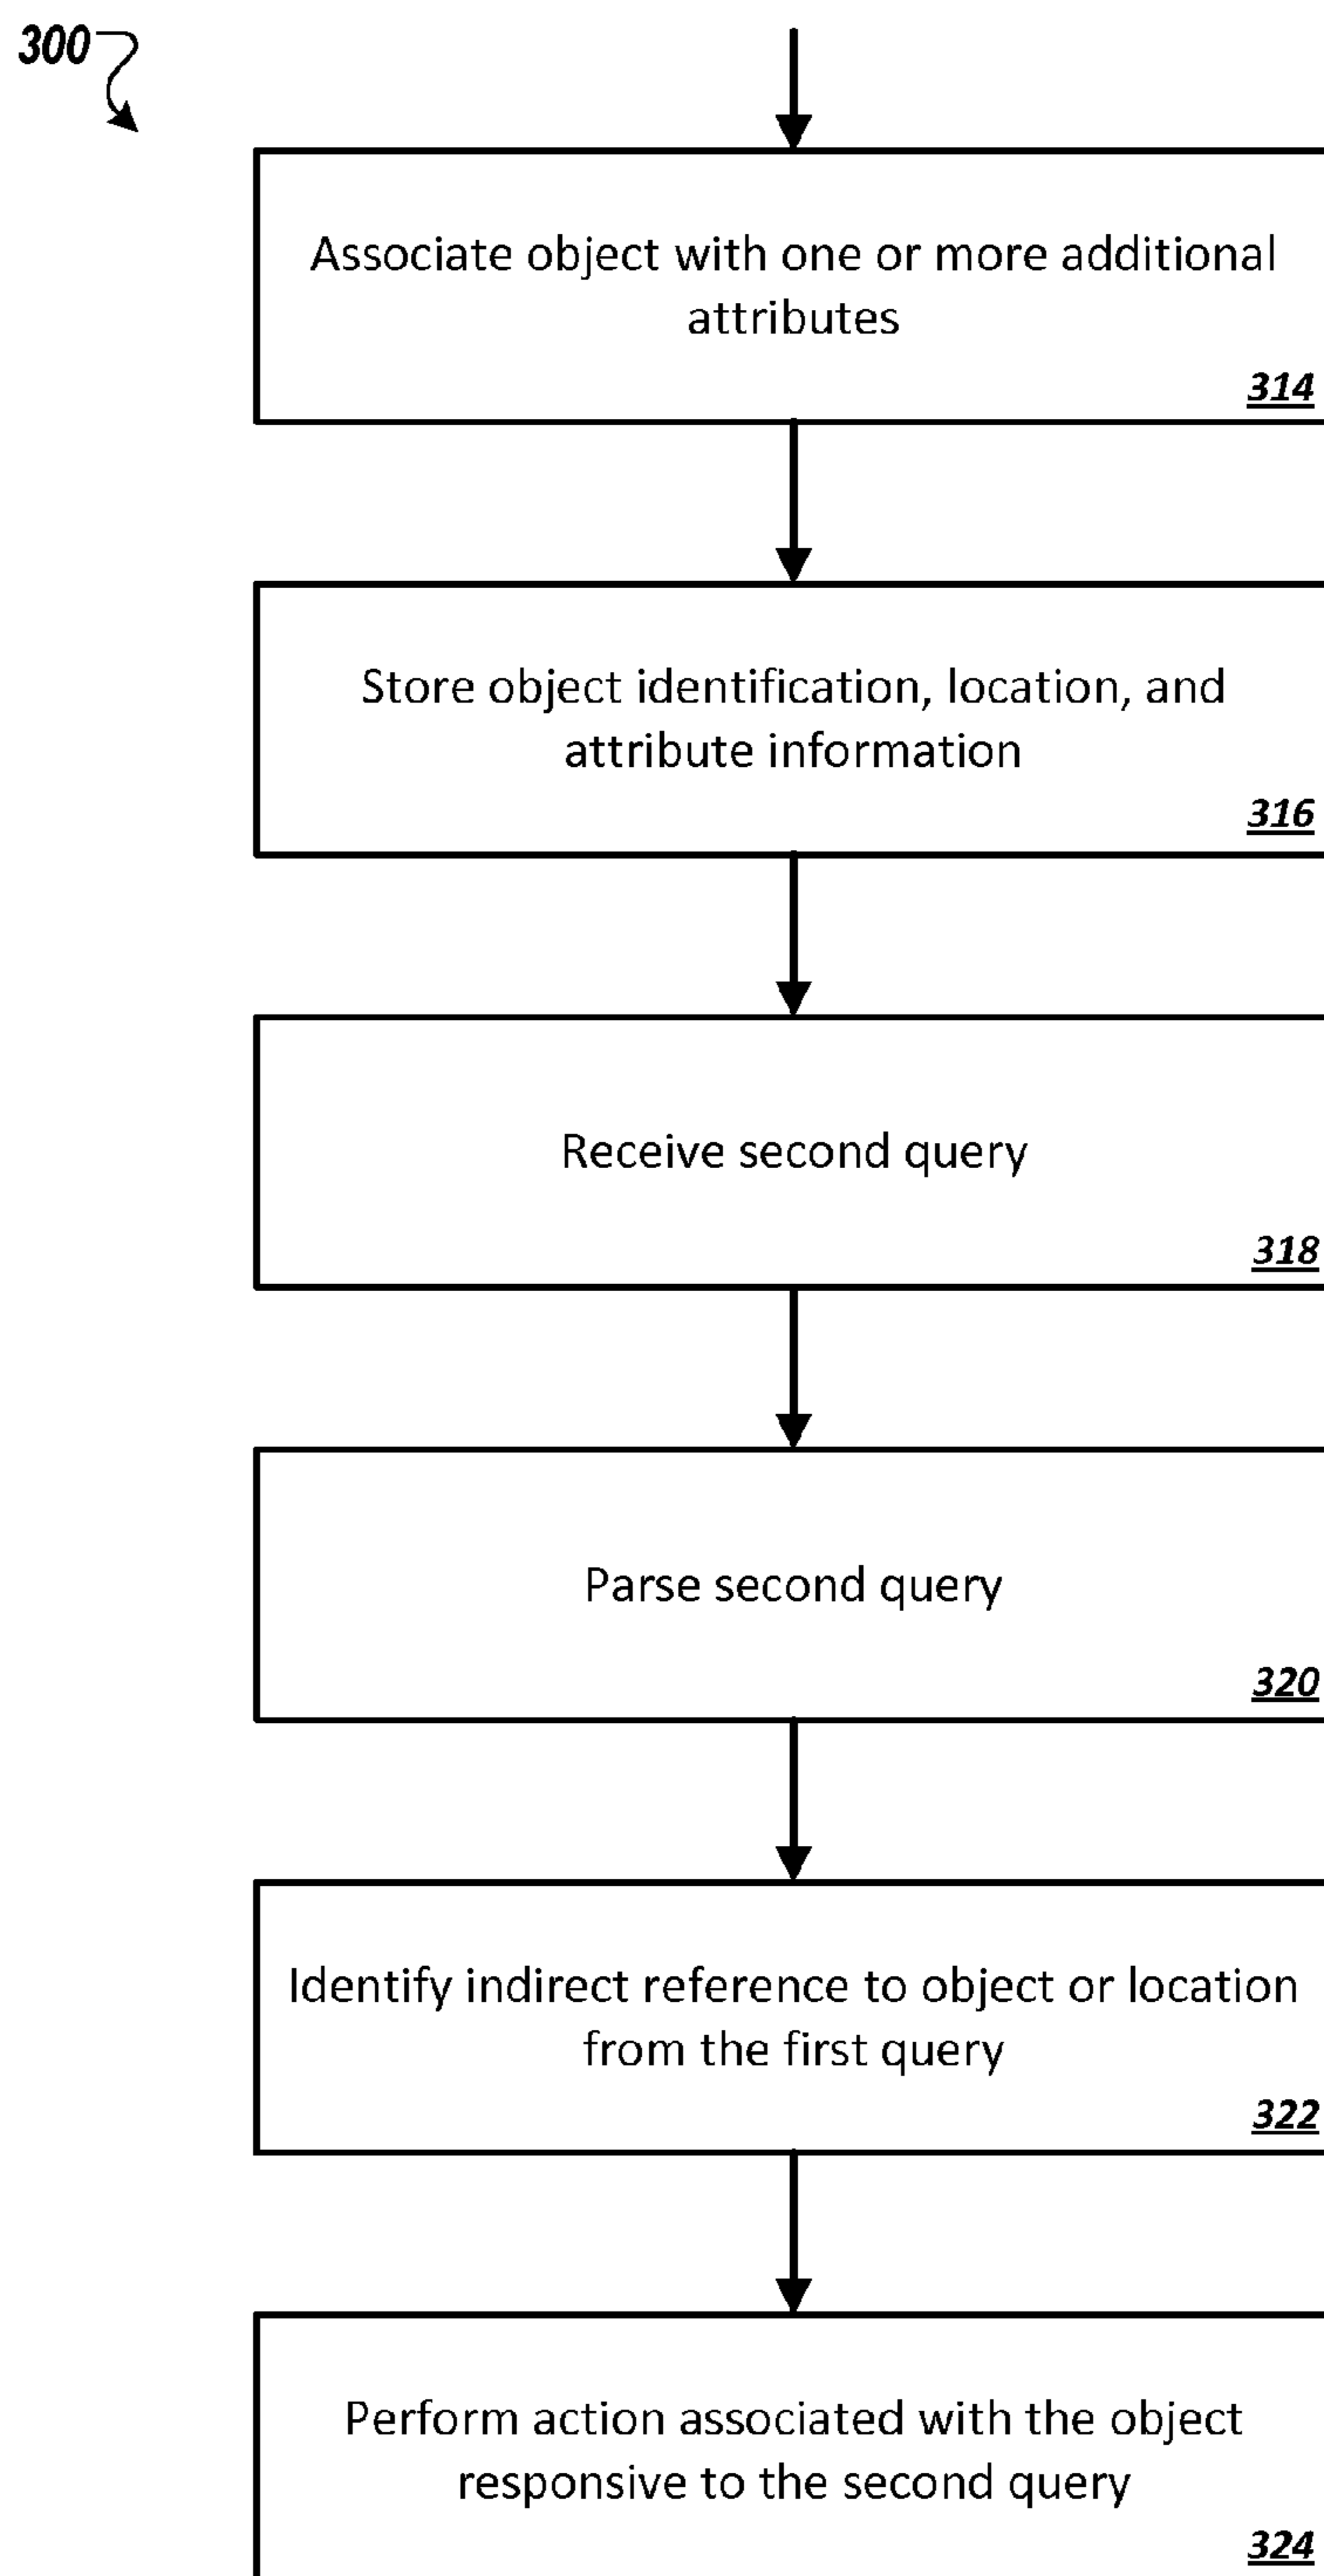 300
Associate object with one or more additional
attributes
314
Store object identification, location, and
attribute information
316
Receive second query
318
Parse second query
320
Identify indirect reference to object or location
from the first query
322
Perform action associated with the object
responsive to the second query
324